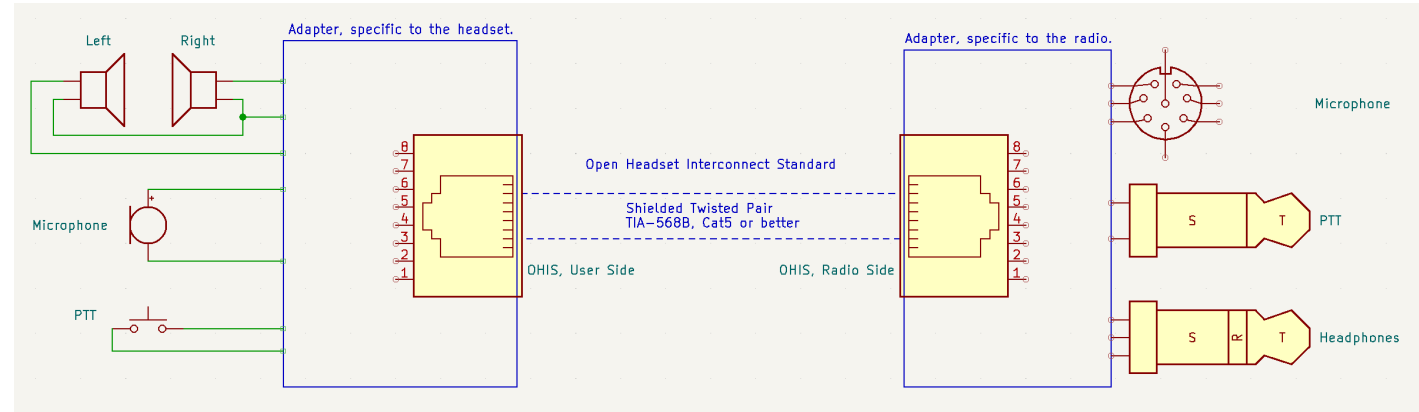 Adapter, specific to the headset.
Left
Right
Microphone
+
PTT
8
7
6
5
4
3
2
1
OHIS, User Side
Open Headset Interconnect Standard
Shielded Twisted Pair
TIA-568B, Cat5 or better
Adapter, specific to the radio.
OHIS, Radio Side
8
7
6
5
4
3
2
1
Microphone
S
T
PTT
S
R
T
Headphones